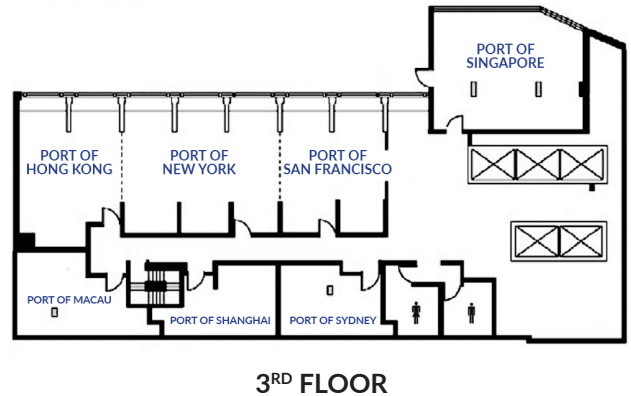 PORT OF
SINGAPORE
PORT OF
HONG KONG
PORT OF
NEW YORK
PORT OF
SAN FRANCISCO
PORT OF MACAU
PORT OF SHANGHAI
PORT OF SYDNEY
3RD FLOOR